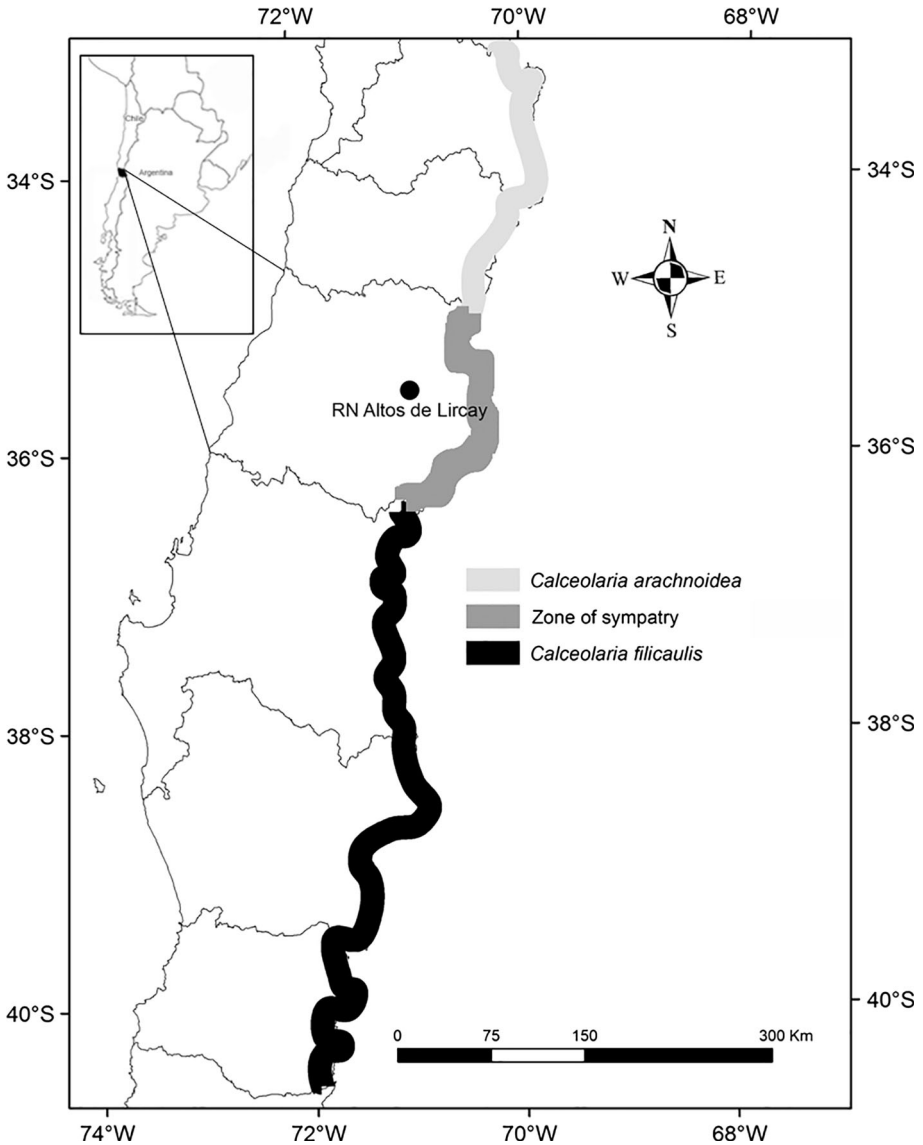 72°W 70°W 68°W
Chile
Argentina
34°S 34°S
N
W E
S
RN Altos de Lircay
36°S 36°S
Calceolaria arachnoidea
Zone of sympatry
Calceolaria filicaulis
38°S 38°S
40°S 40°S
0 75 150 300 Km
74°W 72°W 70°W 68°W